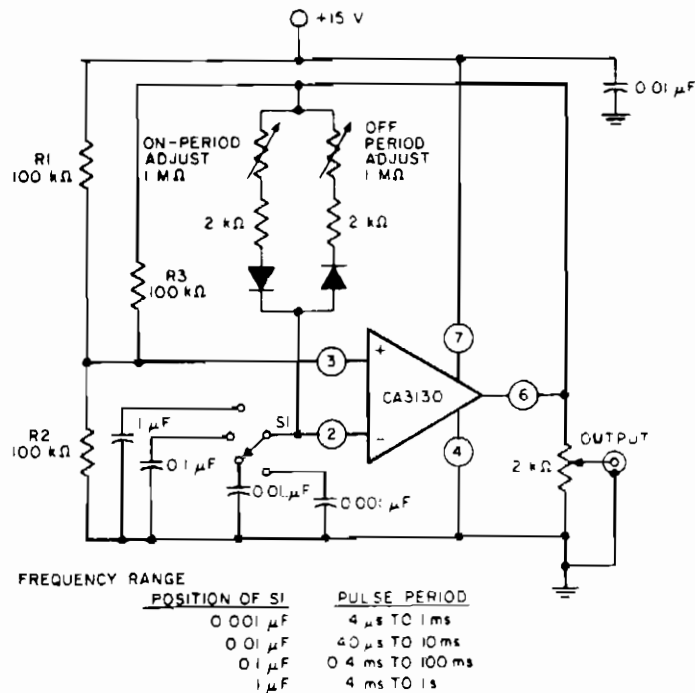 +15 V
0.01 µF
ON-PERIOD
ADJUST
1 MΩ
OFF
PERIOD
ADJUST
1 MΩ
R1
100 kΩ
2 kΩ
2 kΩ
R3
100 kΩ
7
3
+
CA3130
6
S1
2
-
4
1 µF
R2
100 kΩ
0.1 µF
0.01 µF
0.001 µF
2 kΩ
OUTPUT
FREQUENCY RANGE
POSITION OF S1 PULSE PERIOD
0.001 µF 4 µs TO 1 ms
0.01 µF 40 µs TO 10 ms
0.1 µF 0.4 ms TO 100 ms
1 µF 4 ms TO 1 s